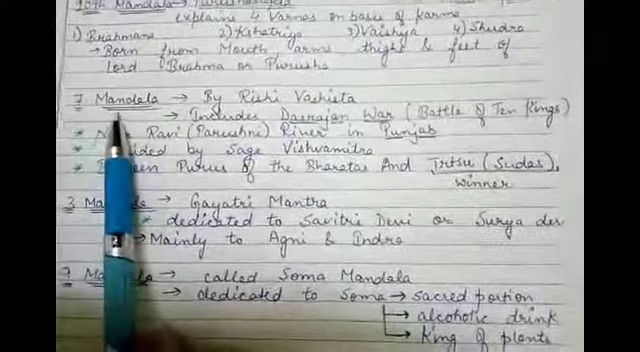 10th Mandala → Purushasukta
explains 4 Varnas on basis of karma
1) Brahmans 2) Kshatriya 3) Vaishya 4) Shudra
→ Born from Mouth, arms thighs & feet of
Lord Brahma or Purusha
7 Mandala → By Rishi Vashista
→ Includes Dasrajan War (Battle of Ten Kings)
* Ravi (Parushni) River in Punjab
* by Sage Vishvamitra
* Purus of the Bharatas And Tritsu (Sudas),
winner
3 → Gayatri Mantra
* dedicated to Savitri Devi or Surya dev
→ Mainly to Agni & Indra
→ called Soma Mandala
→ dedicated to Soma → sacred portion
→ alcoholic drink
→ King of plants